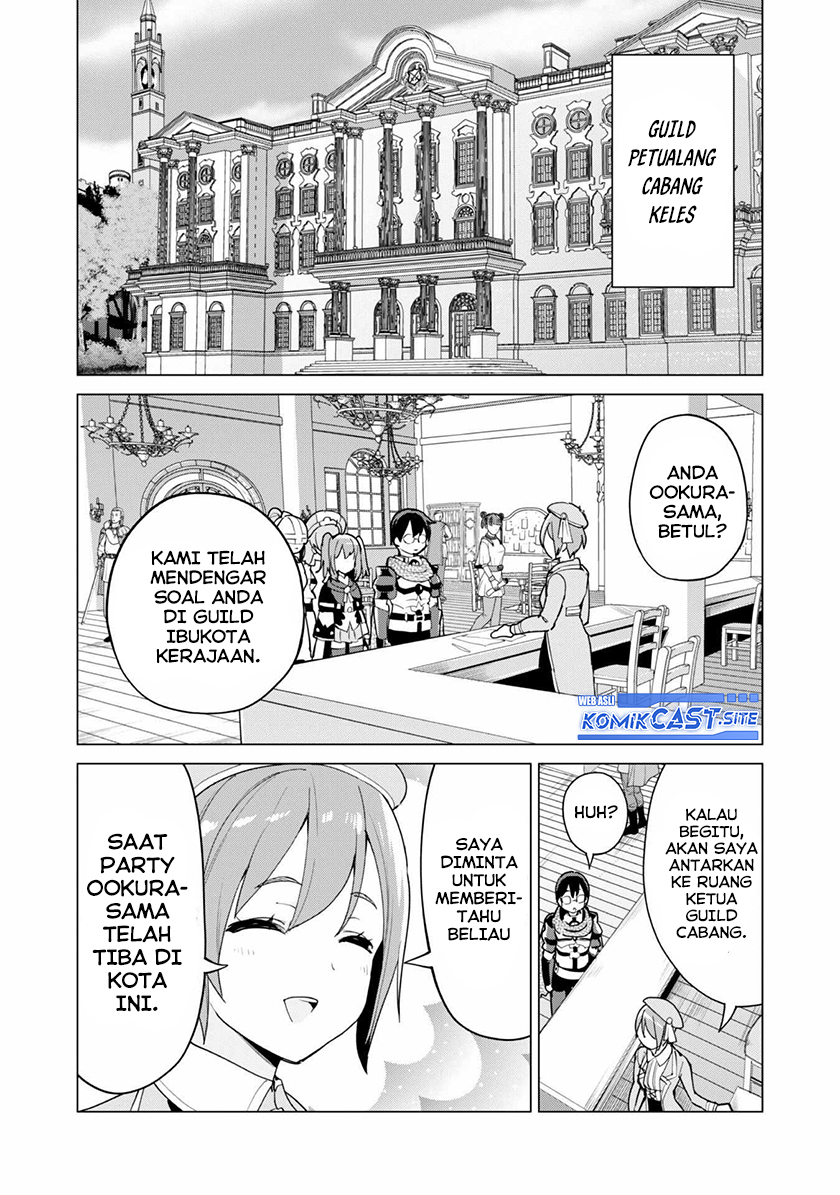 GUILD
PETUALANG
CABANG
KELES
ANDA
OOKURA-
SAMA,
BETUL?
KAMI TELAH
MENDENGAR
SOAL ANDA
DI GUILD
IBUKOTA
KERAJAAN.
WEB ASLI
KOMIKCAST.SITE
KALAU
BEGITU,
AKAN SAYA
ANTARKAN
KE RUANG
KETUA
GUILD
CABANG.
HUH?
SAYA
DIMINTA
UNTUK
MEMBERI-
TAHU
BELIAU
SAAT
PARTY
OOKURA-
SAMA
TELAH
TIBA DI
KOTA
INI.